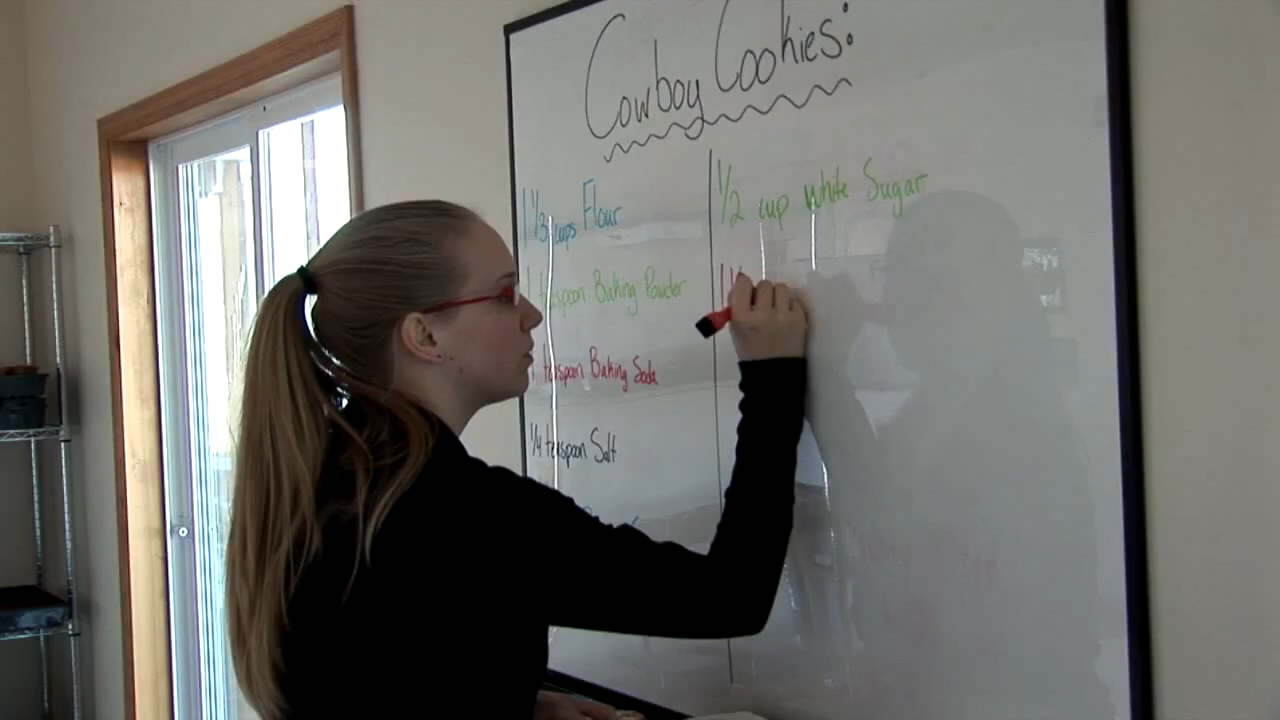 Cowboy Cookies:
1 1/3 cups Flour
1 teaspoon Baking Powder
1 teaspoon Baking Soda
1/4 teaspoon Salt
1/2 cup white Sugar
1